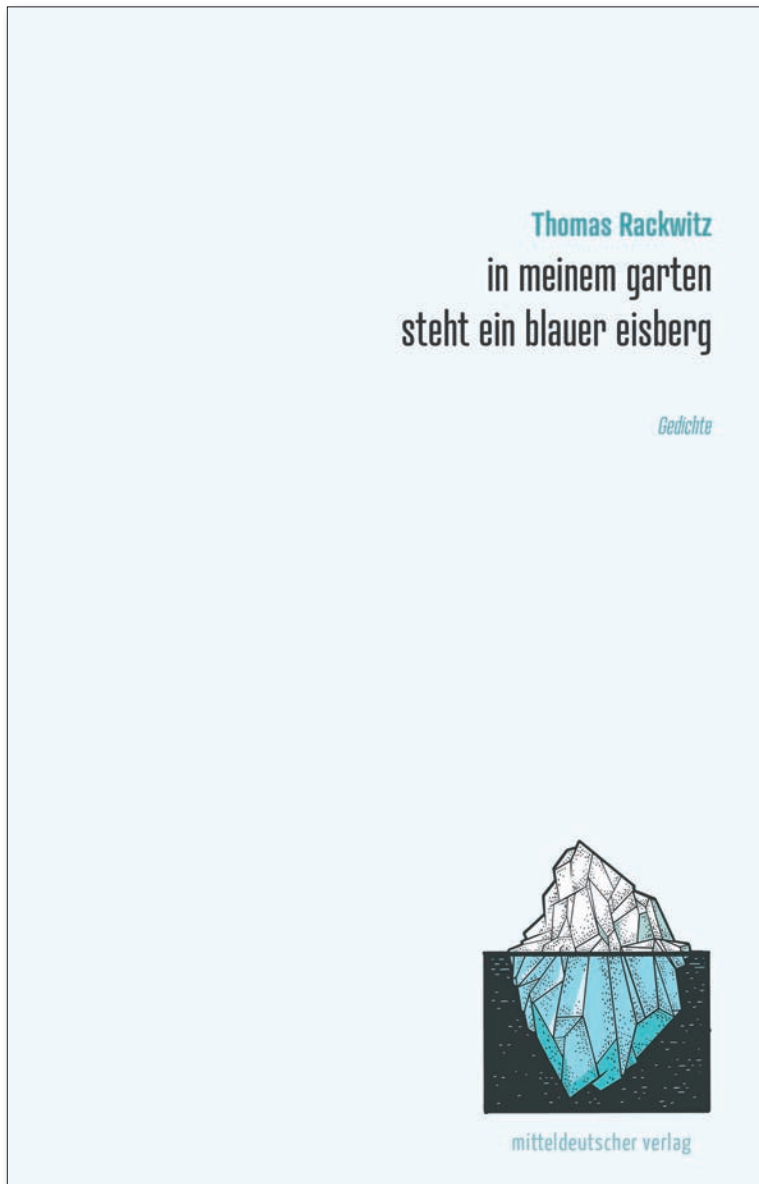 Thomas Rackwitz
in meinem garten
steht ein blauer eisberg
Gedichte
mitteldeutscher verlag